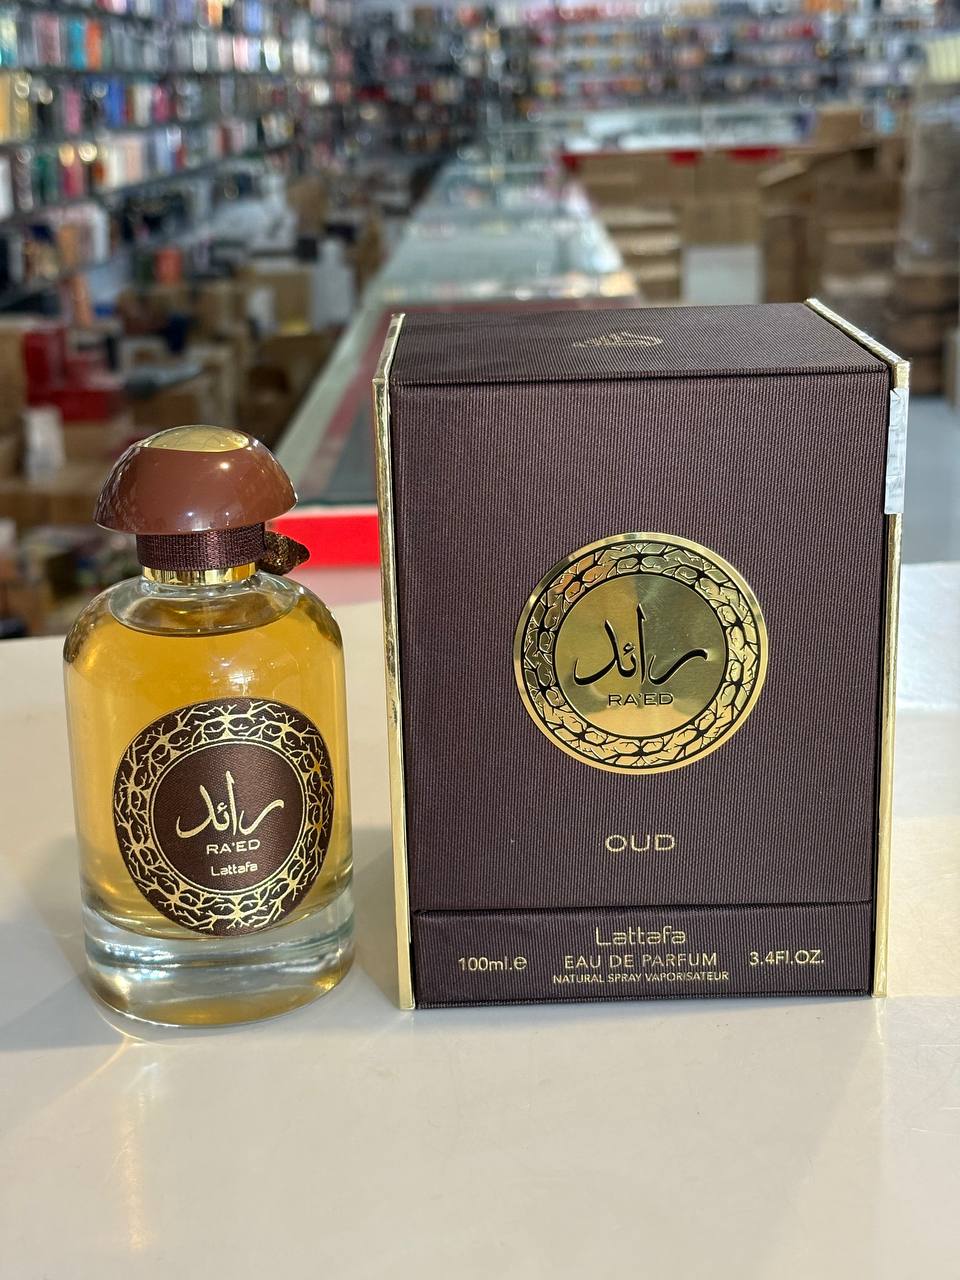 رائد
RA'ED
Lattafa
رائد
RA'ED
OUD
Lattafa
100ml.e EAU DE PARFUM 3.4Fl.OZ.
NATURAL SPRAY VAPORISATEUR